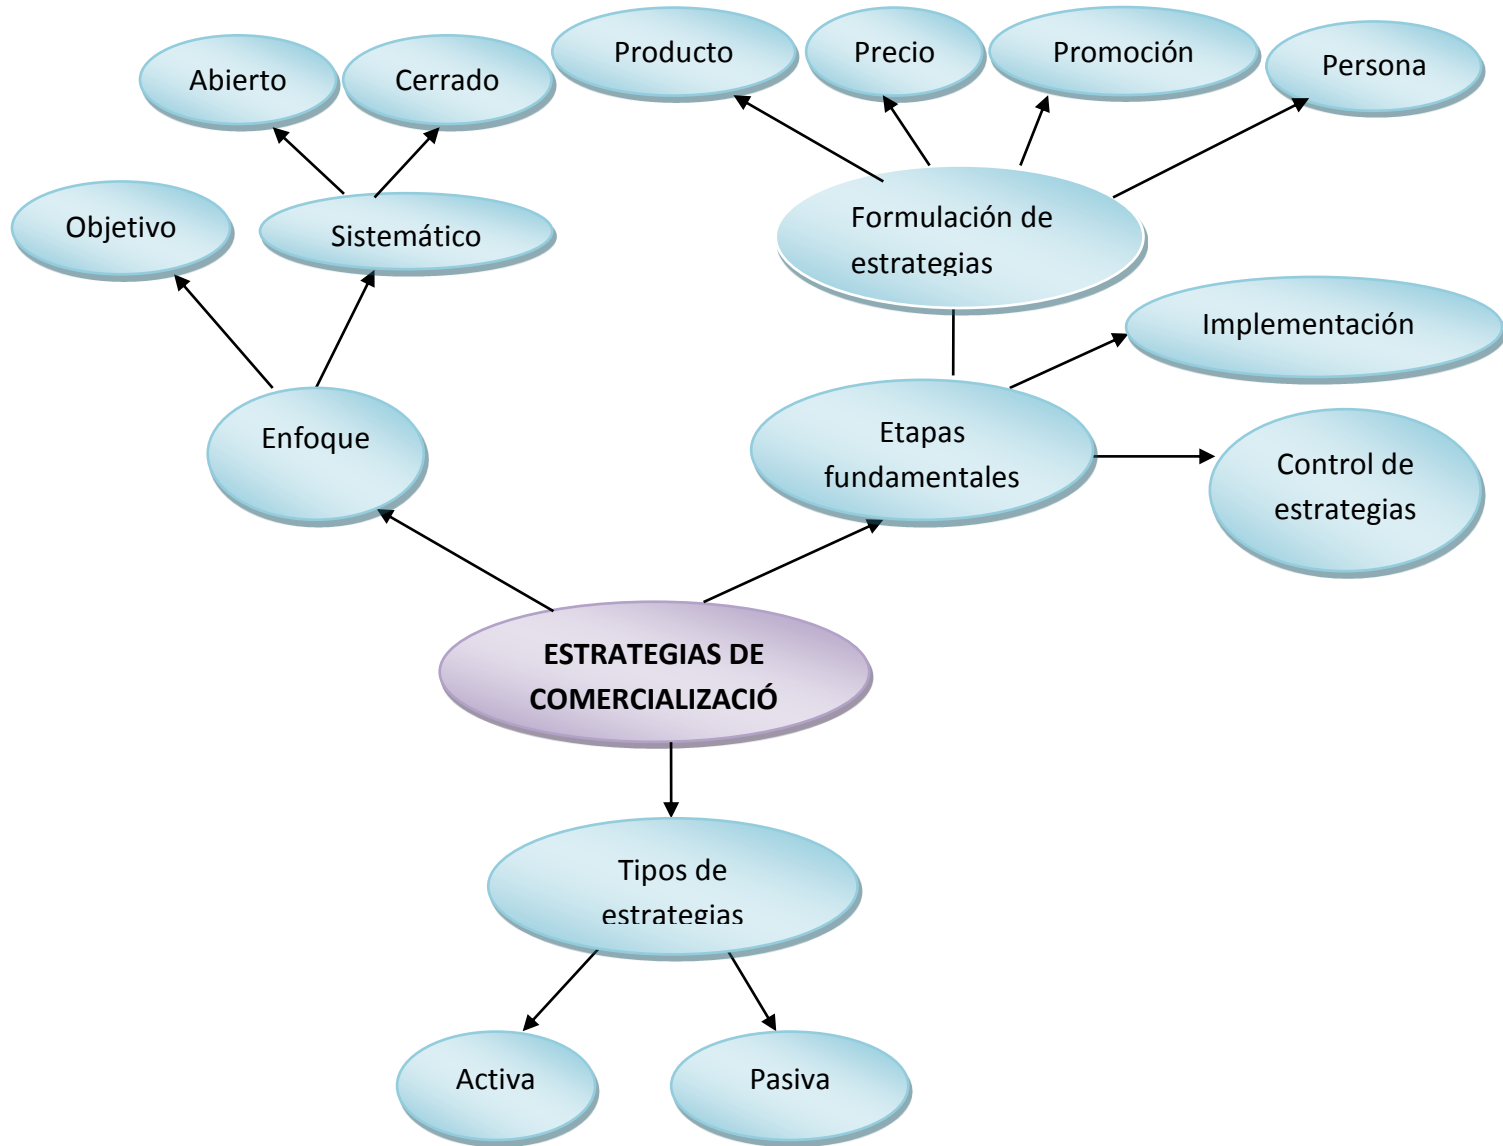 Producto
Precio
Promoción
Persona
Abierto
Cerrado
Objetivo
Sistemático
Formulación de
estrategias
Implementación
Enfoque
Etapas
fundamentales
Control de
estrategias
ESTRATEGIAS DE
COMERCIALIZACIÓ
Tipos de
estrategias
Activa
Pasiva